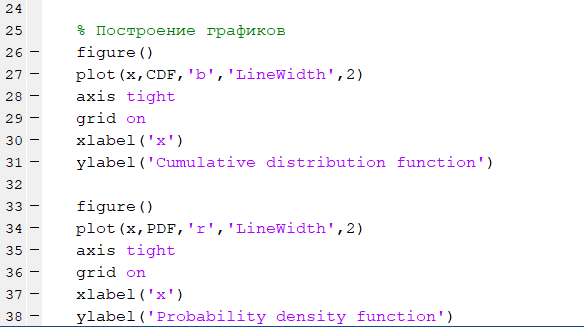 24
25 % Построение графиков
26 – figure()
27 – plot(x,CDF,'b','LineWidth',2)
28 – axis tight
29 – grid on
30 – xlabel('x')
31 – ylabel('Cumulative distribution function')
32
33 – figure()
34 – plot(x,PDF,'r','LineWidth',2)
35 – axis tight
36 – grid on
37 – xlabel('x')
38 – ylabel('Probability density function')